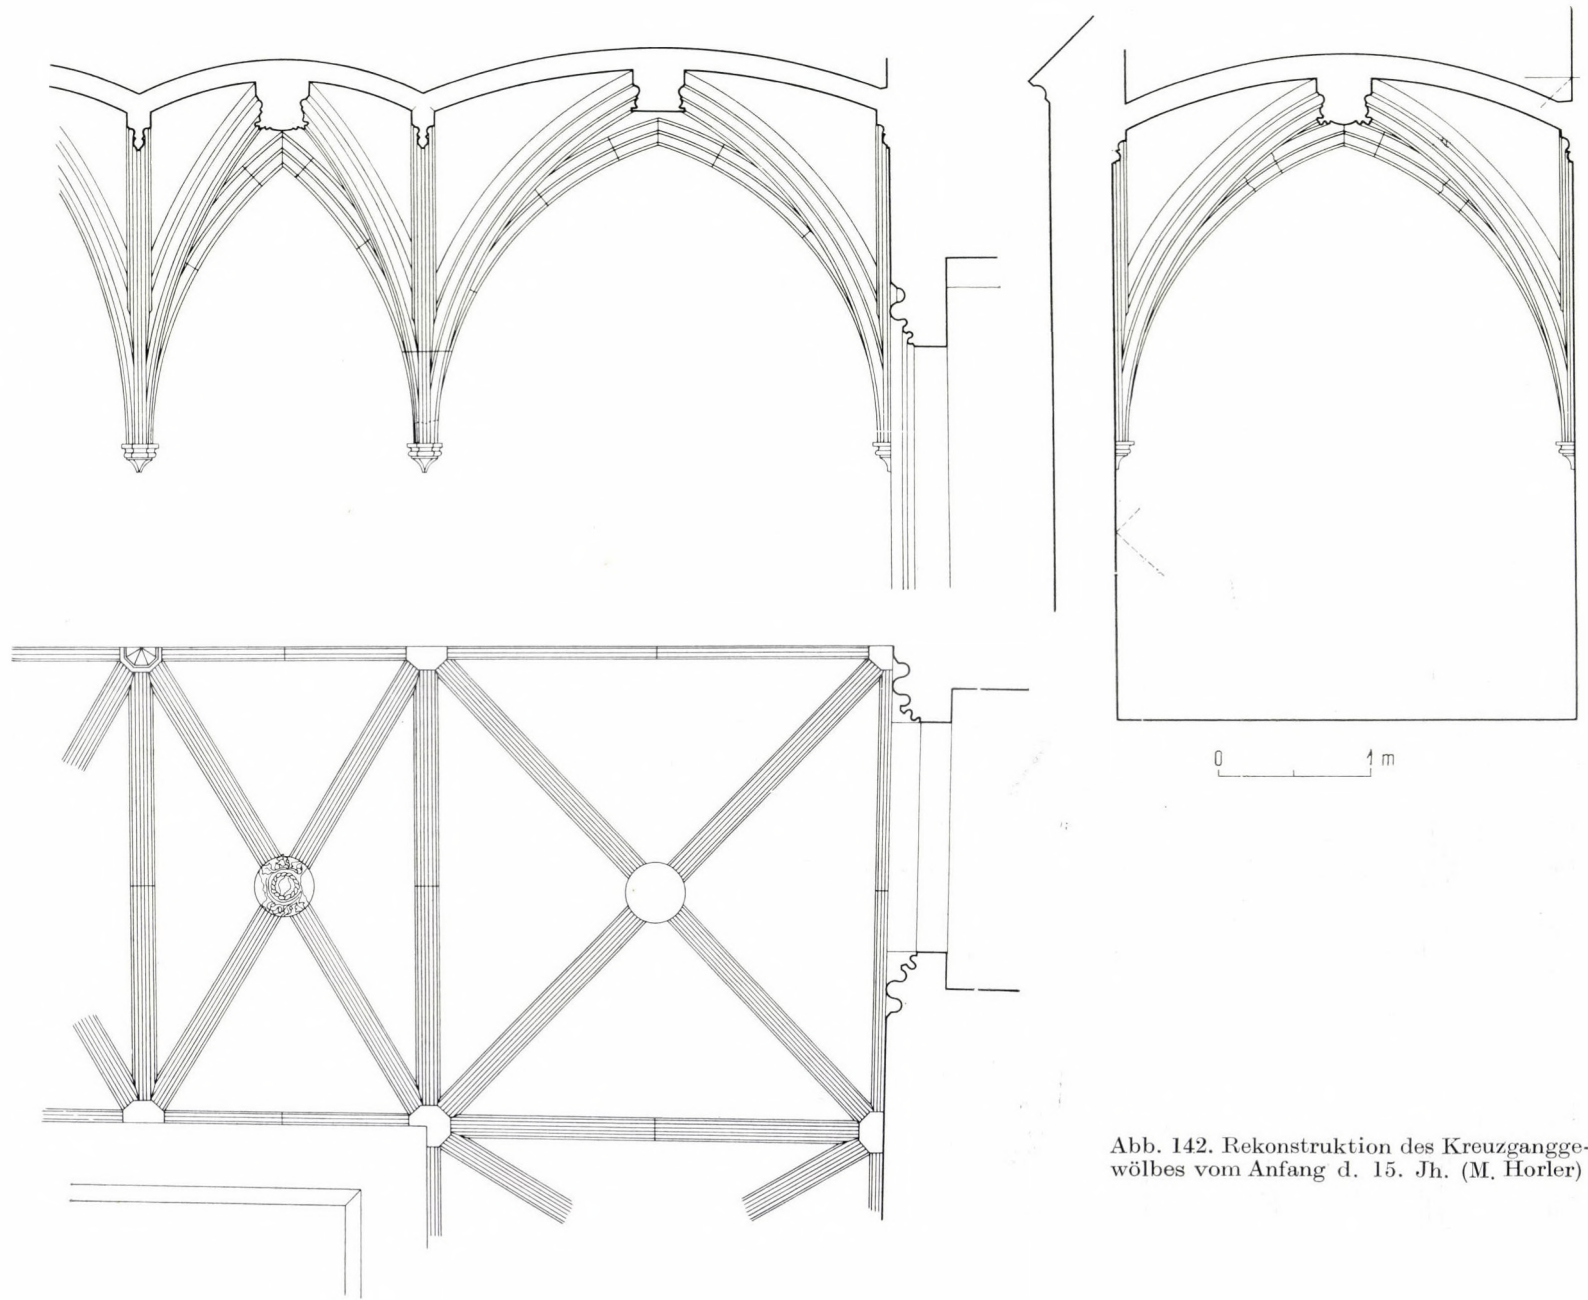 0 1 m
Abb. 142. Rekonstruktion des Kreuzgangge-
wölbes vom Anfang d. 15. Jh. (M. Horler)